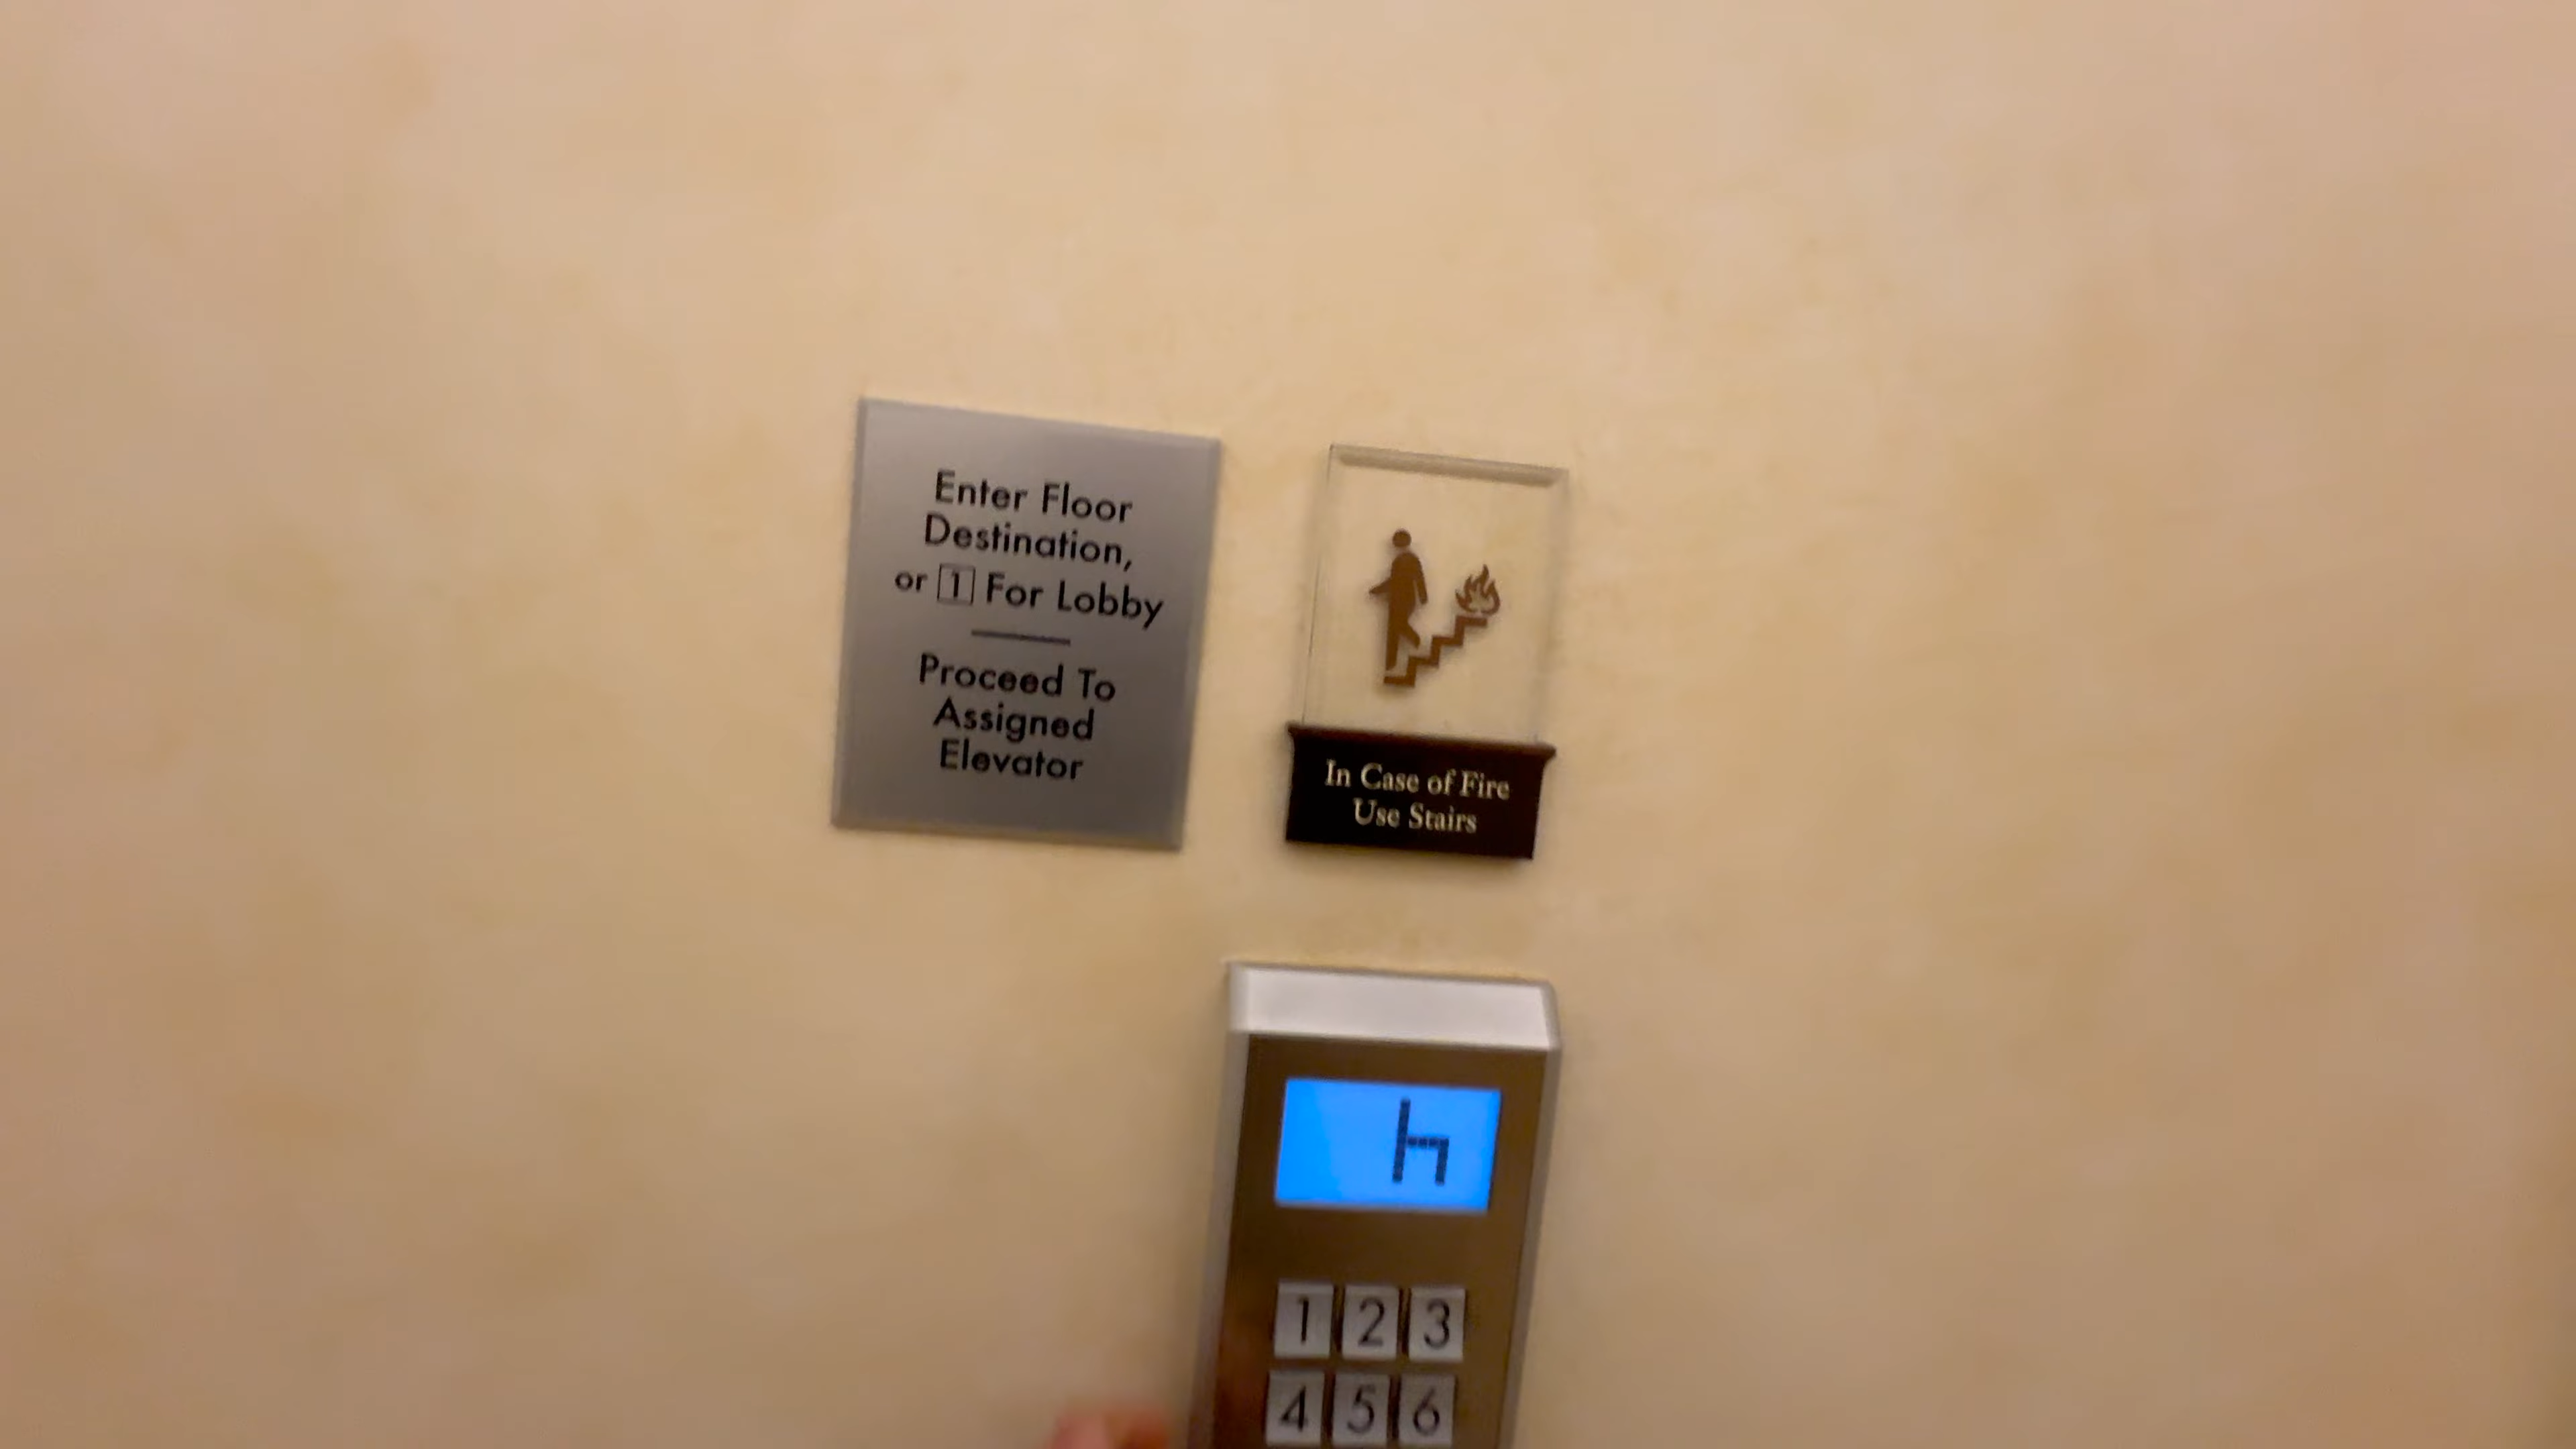 Enter Floor
Destination,
or 1 For Lobby
Proceed To
Assigned
Elevator
In Case of Fire
Use Stairs
h
1 2 3
4 5 6